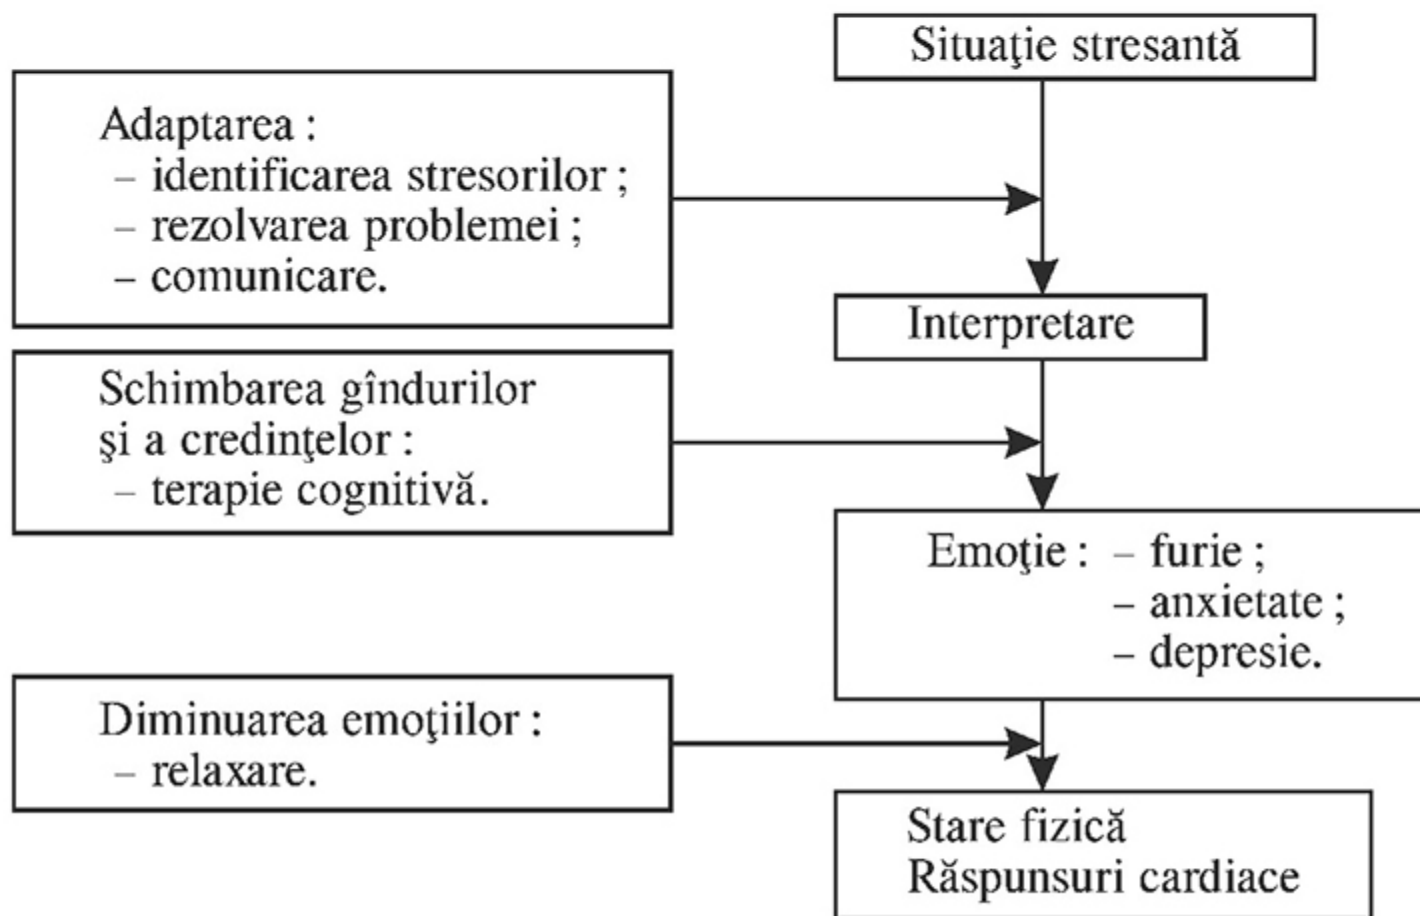 Situaţie stresantă
Adaptarea :
– identificarea stresorilor ;
– rezolvarea problemei ;
– comunicare.
Interpretare
Schimbarea gîndurilor
şi a credinţelor :
– terapie cognitivă.
Emoţie : – furie ;
– anxietate ;
– depresie.
Diminuarea emoţiilor :
– relaxare.
Stare fizică
Răspunsuri cardiace